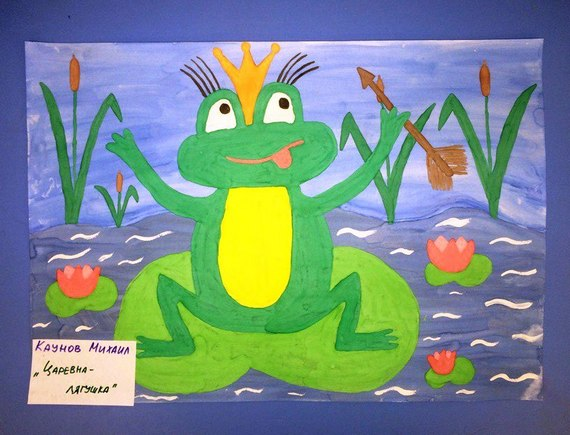 Каунов Михаил
„Царевна-
лягушка"